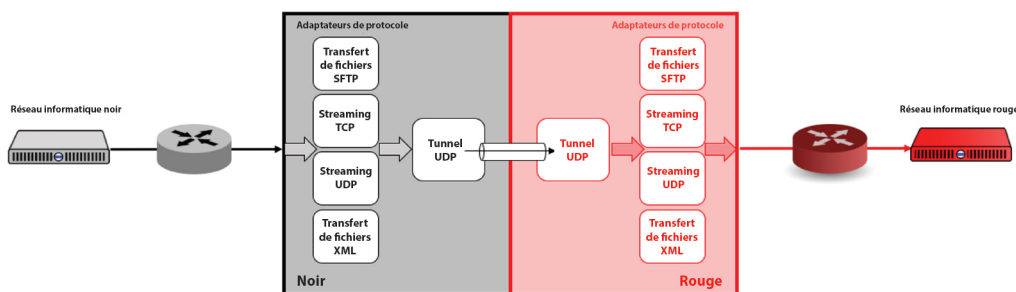 Adaptateurs de protocole
Adaptateurs de protocole
Transfert
de fichiers
SFTP
Transfert
de fichiers
SFTP
Réseau informatique noir
Streaming
TCP
Streaming
TCP
Réseau informatique rouge
Tunnel
UDP
Tunnel
UDP
Streaming
UDP
Streaming
UDP
Transfert
de fichiers
XML
Transfert
de fichiers
XML
Noir
Rouge